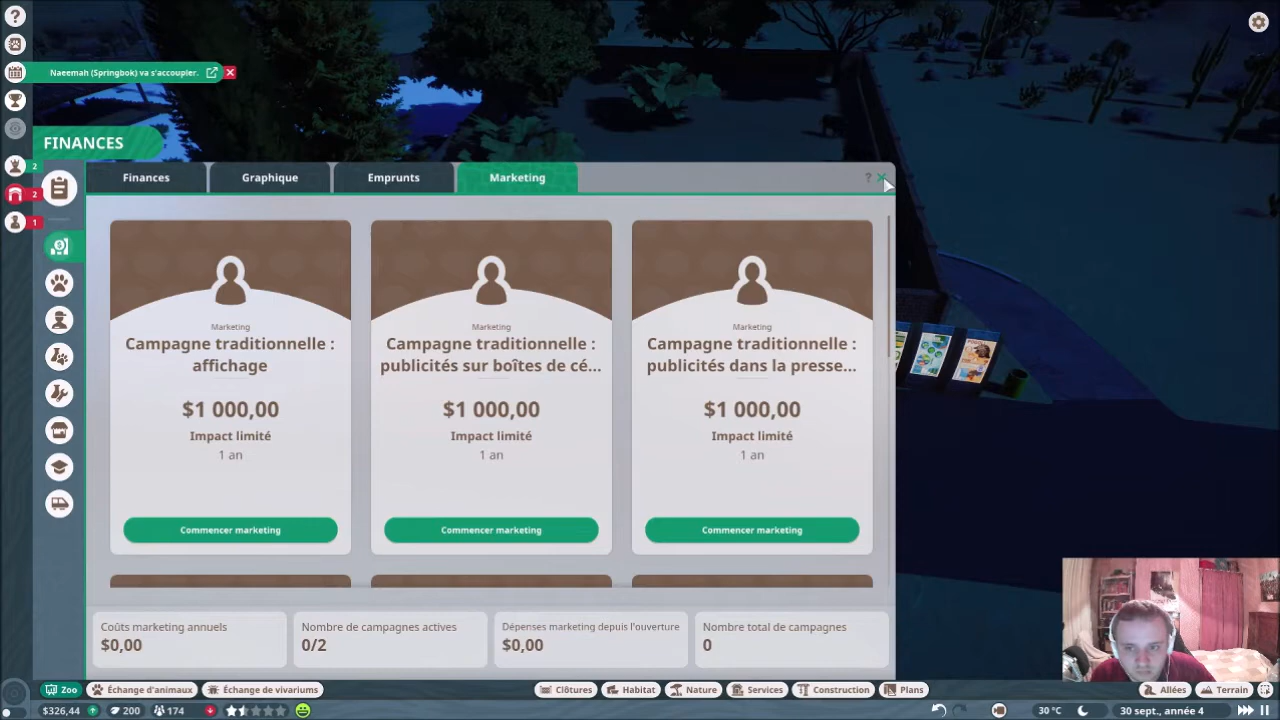 ?
Naeemah (Springbok) va s'accoupler.
FINANCES
2
2
1
Finances
Graphique
Emprunts
Marketing
?
Marketing
Campagne traditionnelle :
affichage
$1 000,00
Impact limité
1 an
Commencer marketing
Marketing
Campagne traditionnelle :
publicités sur boîtes de cé...
$1 000,00
Impact limité
1 an
Commencer marketing
Marketing
Campagne traditionnelle :
publicités dans la presse...
$1 000,00
Impact limité
1 an
Commencer marketing
Coûts marketing annuels
$0,00
Nombre de campagnes actives
0/2
Dépenses marketing depuis l'ouverture
$0,00
Nombre total de campagnes
0
Zoo
Échange d'animaux
Échange de vivariums
Clôtures
Habitat
Nature
Services
Construction
Plans
Allées
Terrain
$326,44
200
174
30 °C
30 sept., année 4